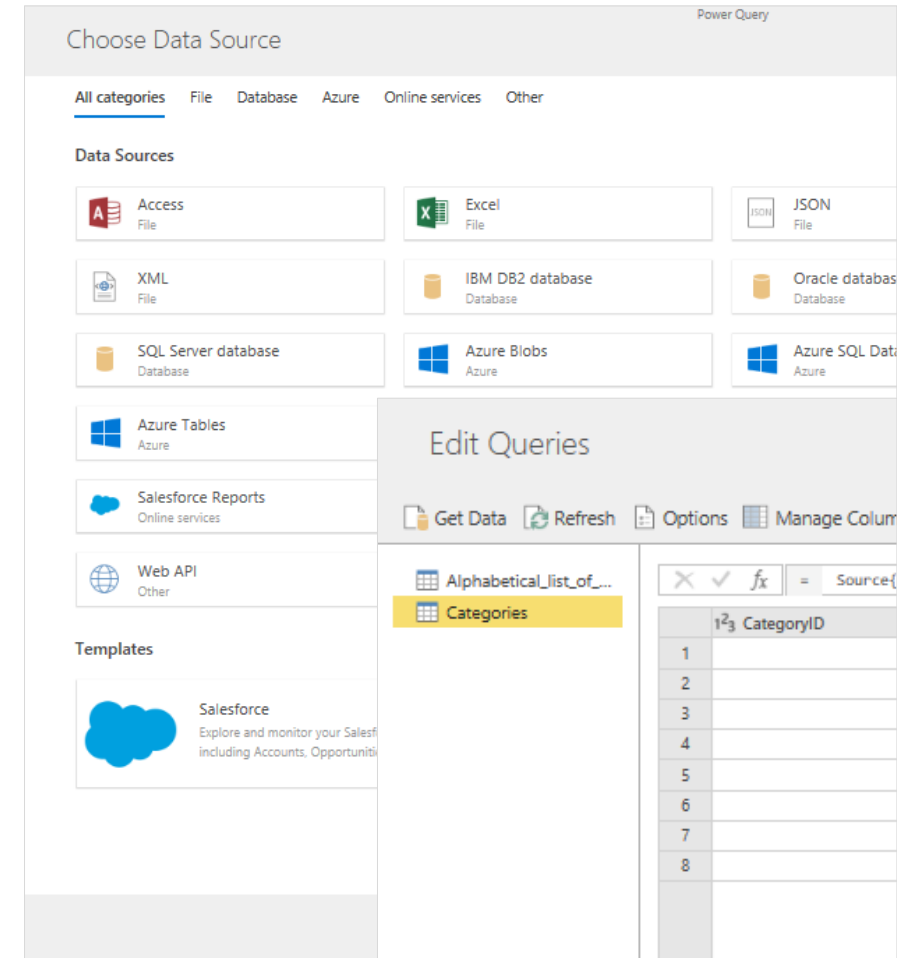 Power Query
Choose Data Source
All categories File Database Azure Online services Other
Data Sources
Access
File
Excel
File
JSON
JSON
File
XML
File
IBM DB2 database
Database
Oracle databas
Database
SQL Server database
Database
Azure Blobs
Azure
Azure SQL Data
Azure
Azure Tables
Azure
Salesforce Reports
Online services
Web API
Other
Templates
Salesforce
Explore and monitor your Salesf
including Accounts, Opportuniti
Edit Queries
Get Data Refresh Options Manage Colum
Alphabetical_list_of_...
Categories
fx = Source{
1²3 CategoryID
1
2
3
4
5
6
7
8